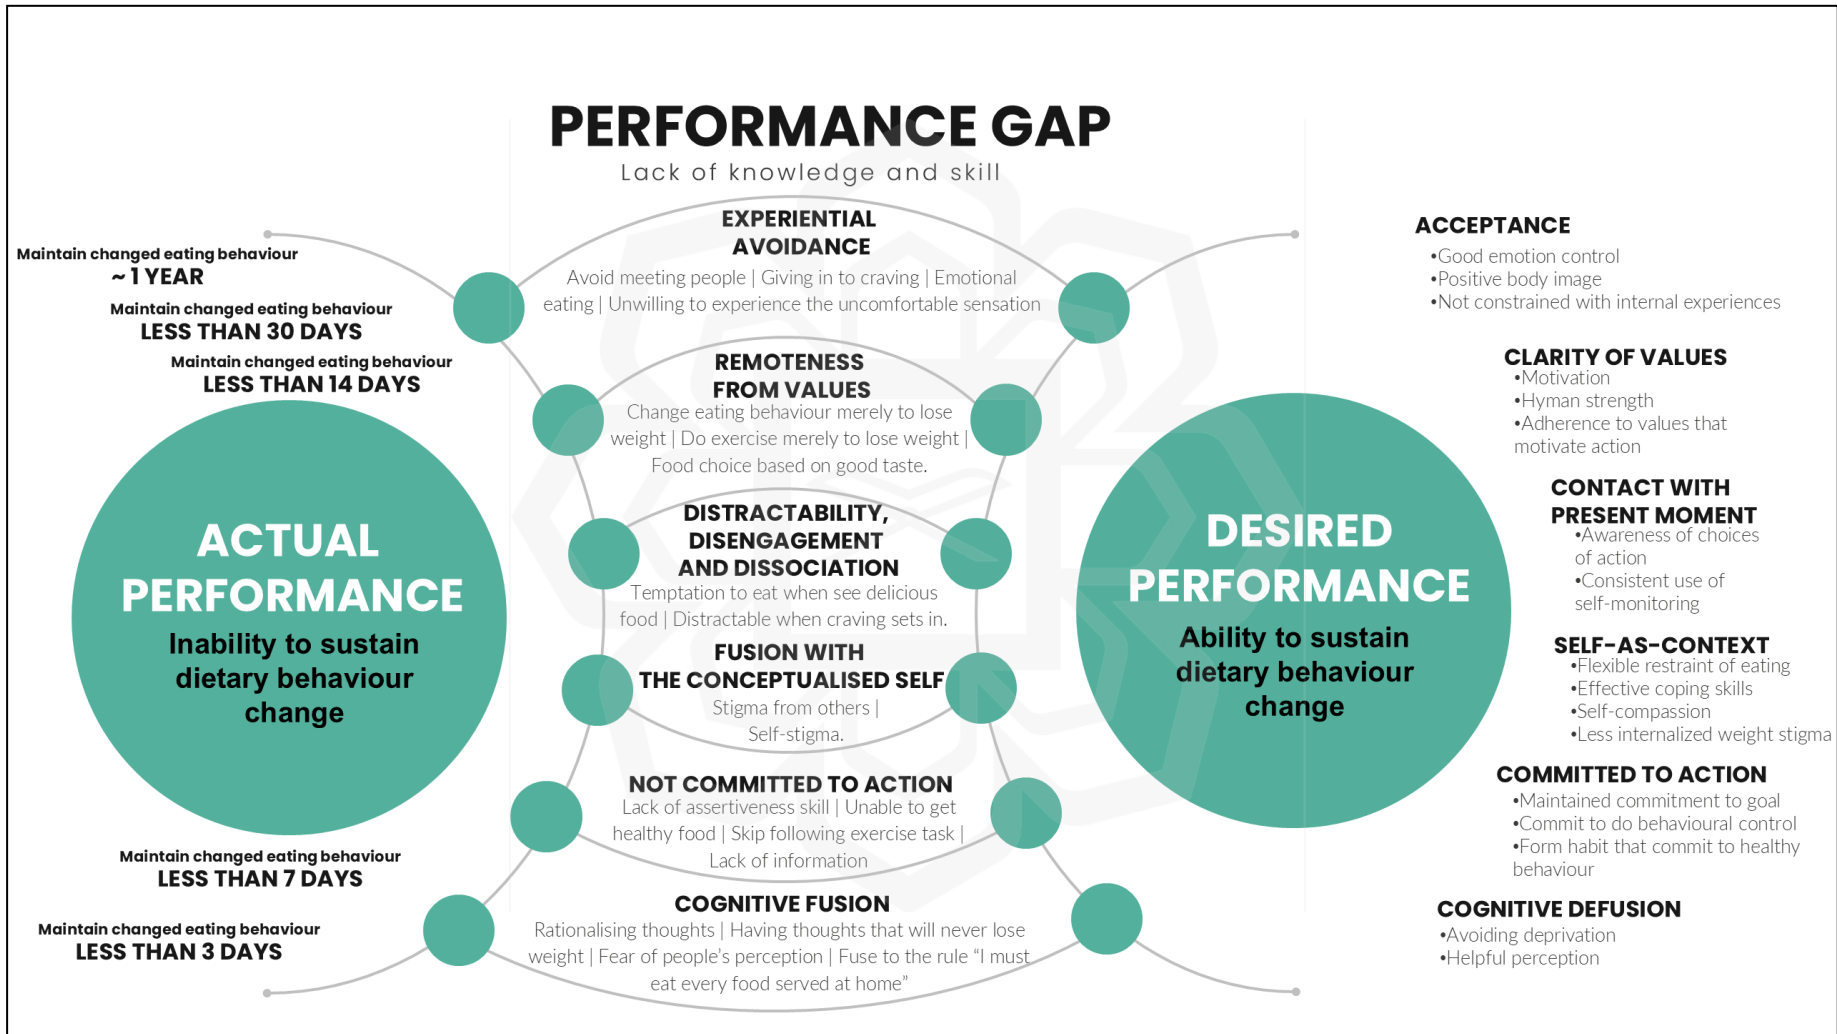 PERFORMANCE GAP
Lack of knowledge and skill
Maintain changed eating behaviour
~ 1 YEAR
Maintain changed eating behaviour
LESS THAN 30 DAYS
Maintain changed eating behaviour
LESS THAN 14 DAYS
ACTUAL
PERFORMANCE
Inability to sustain
dietary behaviour
change
Maintain changed eating behaviour
LESS THAN 7 DAYS
Maintain changed eating behaviour
LESS THAN 3 DAYS
EXPERIENTIAL
AVOIDANCE
Avoid meeting people | Giving in to craving | Emotional
eating | Unwilling to experience the uncomfortable sensation
REMOTENESS
FROM VALUES
Change eating behaviour merely to lose
weight | Do exercise merely to lose weight |
Food choice based on good taste.
DISTRACTABILITY,
DISENGAGEMENT
AND DISSOCIATION
Temptation to eat when see delicious
food | Distractable when craving sets in.
FUSION WITH
THE CONCEPTUALISED SELF
Stigma from others |
Self-stigma.
NOT COMMITTED TO ACTION
Lack of assertiveness skill | Unable to get
healthy food | Skip following exercise task |
Lack of information
COGNITIVE FUSION
Rationalising thoughts | Having thoughts that will never lose
weight | Fear of people's perception | Fuse to the rule “I must
eat every food served at home”
DESIRED
PERFORMANCE
Ability to sustain
dietary behaviour
change
ACCEPTANCE
•Good emotion control
•Positive body image
•Not constrained with internal experiences
CLARITY OF VALUES
•Motivation
•Hyman strength
•Adherence to values that
motivate action
CONTACT WITH
PRESENT MOMENT
•Awareness of choices
of action
•Consistent use of
self-monitoring
SELF-AS-CONTEXT
•Flexible restraint of eating
•Effective coping skills
•Self-compassion
•Less internalized weight stigma
COMMITTED TO ACTION
•Maintained commitment to goal
•Commit to do behavioural control
•Form habit that commit to healthy
behaviour
COGNITIVE DEFUSION
•Avoiding deprivation
•Helpful perception